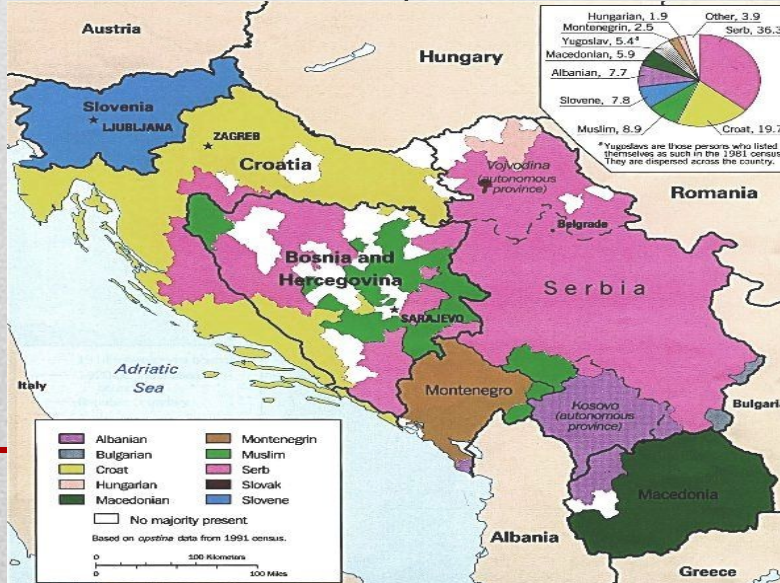 Austria
Hungary
Slovenia
LJUBLJANA
ZAGREB
Croatia
Vojvodina
(autonomous
province)
Romania
Belgrade
Bosnia and
Hercegovina
Serbia
SARAJEVO
Adriatic
Sea
Italy
Montenegro
Kosovo
(autonomous
province)
Bulgari
Macedonia
Albania
Greece
Hungarian, 1.9
Other, 3.9
Montenegrin, 2.5
Serb, 36.3
Yugoslav, 5.4ª
Macedonian, 5.9
Albanian, 7.7
Slovene, 7.8
Muslim, 8.9
Croat, 19.7
ªYugoslavs are those persons who listed
themselves as such in the 1981 census.
They are dispersed across the country.
Albanian
Bulgarian
Croat
Hungarian
Macedonian
Montenegrin
Muslim
Serb
Slovak
Slovene
No majority present
Based on opstina data from 1991 census.
0 100 Kilometers
0 100 Miles